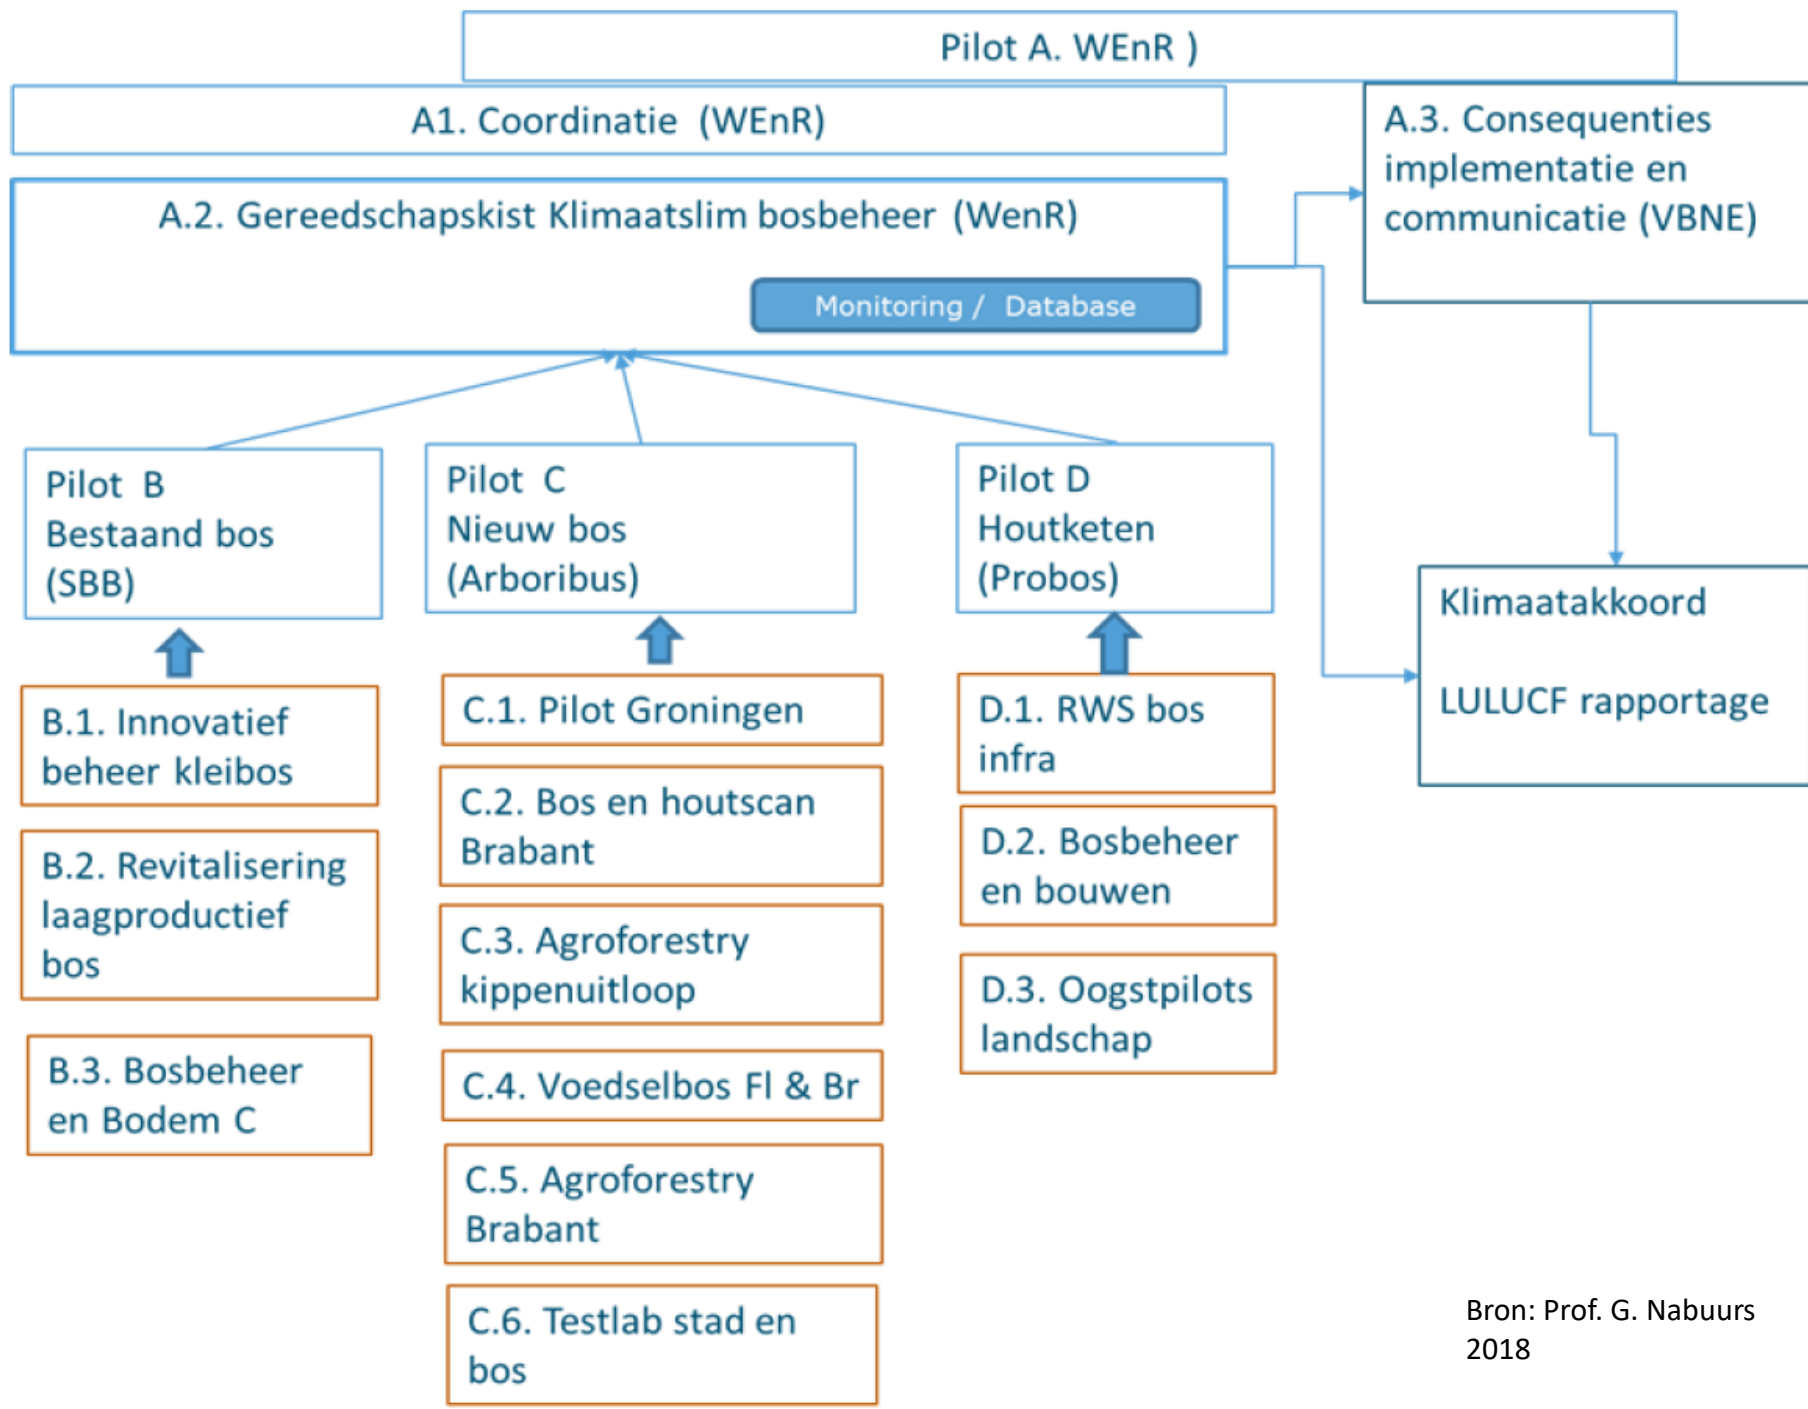 Pilot A. WEnR )
A1. Coordinatie (WEnR)
A.3. Consequenties
implementatie en
communicatie (VBNE)
A.2. Gereedschapskist Klimaatslim bosbeheer (WenR)
Monitoring / Database
Pilot B
Bestaand bos
(SBB)
Pilot C
Nieuw bos
(Arboribus)
Pilot D
Houtketen
(Probos)
Klimaatakkoord
LULUCF rapportage
B.1. Innovatief
beheer kleibos
B.2. Revitalisering
laagproductief
bos
B.3. Bosbeheer
en Bodem C
C.1. Pilot Groningen
C.2. Bos en houtscan
Brabant
C.3. Agroforestry
kippenuitloop
C.4. Voedselbos Fl & Br
C.5. Agroforestry
Brabant
C.6. Testlab stad en
bos
D.1. RWS bos
infra
D.2. Bosbeheer
en bouwen
D.3. Oogstpilots
landschap
Bron: Prof. G. Nabuurs
2018